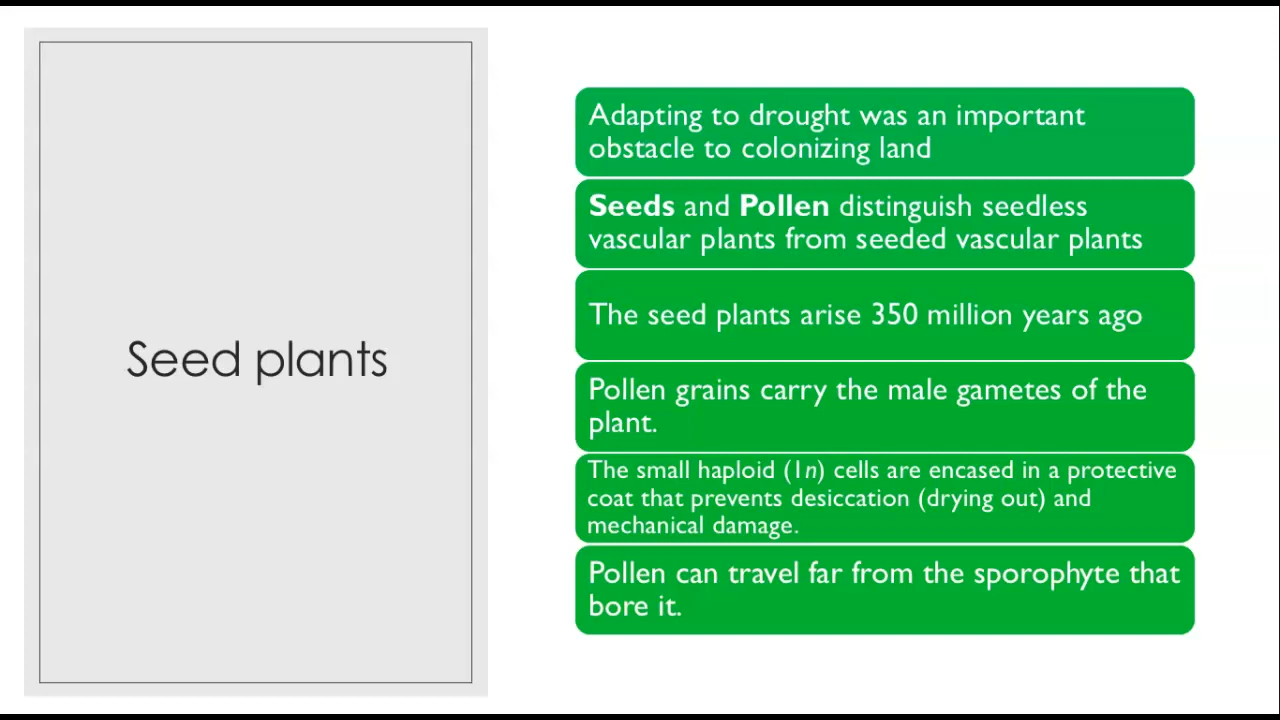 Seed plants
Adapting to drought was an important
obstacle to colonizing land
Seeds and Pollen distinguish seedless
vascular plants from seeded vascular plants
The seed plants arise 350 million years ago
Pollen grains carry the male gametes of the
plant.
The small haploid (1n) cells are encased in a protective
coat that prevents desiccation (drying out) and
mechanical damage.
Pollen can travel far from the sporophyte that
bore it.